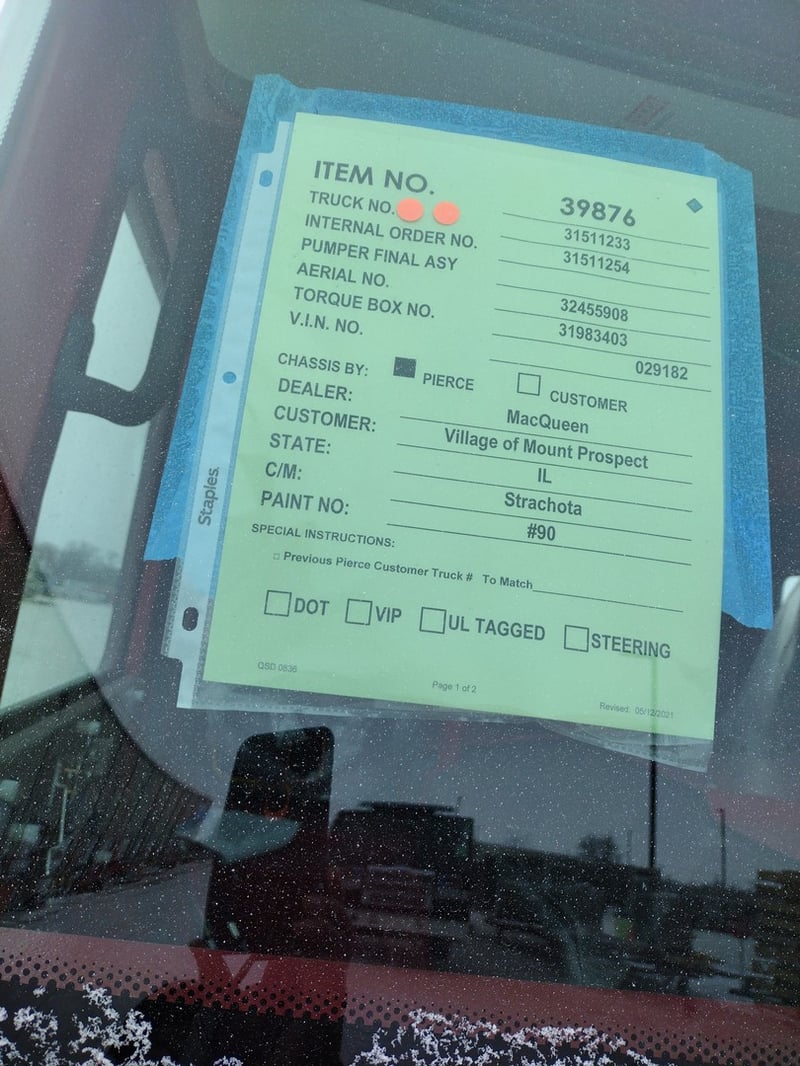 ITEM NO. 39876
TRUCK NO. 31511233
INTERNAL ORDER NO. 31511254
PUMPER FINAL ASY
AERIAL NO. 32455908
TORQUE BOX NO. 31983403
V.I.N. NO. 029182
CHASSIS BY: PIERCE CUSTOMER
DEALER: MacQueen
CUSTOMER: Village of Mount Prospect
STATE: IL
C/M: Strachota
PAINT NO: #90
SPECIAL INSTRUCTIONS:
Previous Pierce Customer Truck # To Match
DOT VIP UL TAGGED STEERING
QSD 0836 Page 1 of 2 Revised: 05/12/2021
Staples.